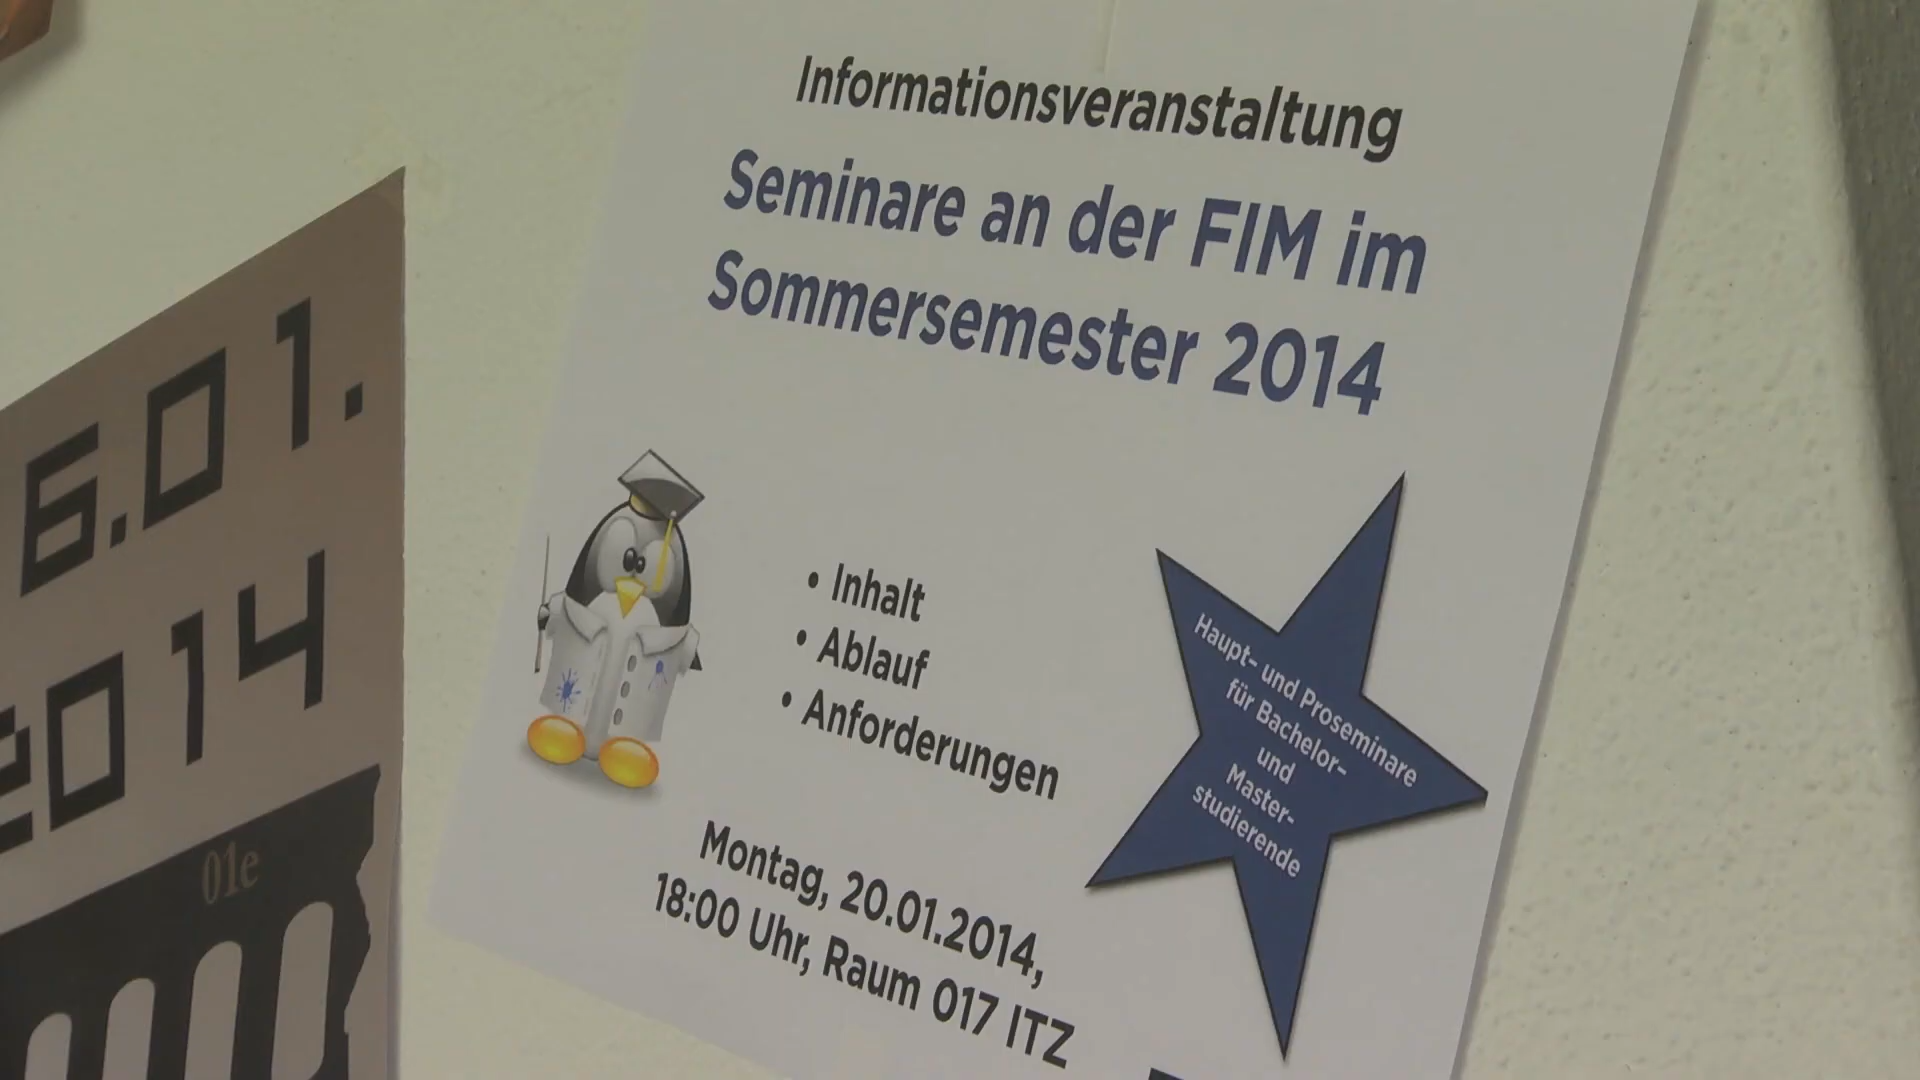 Informationsveranstaltung
Seminare an der FIM im
Sommersemester 2014
• Inhalt
• Ablauf
• Anforderungen
Haupt- und Proseminare
für Bachelor-
und
Master-
studierende
Montag, 20.01.2014,
18:00 Uhr, Raum 017 ITZ
6.01.
2014
01e